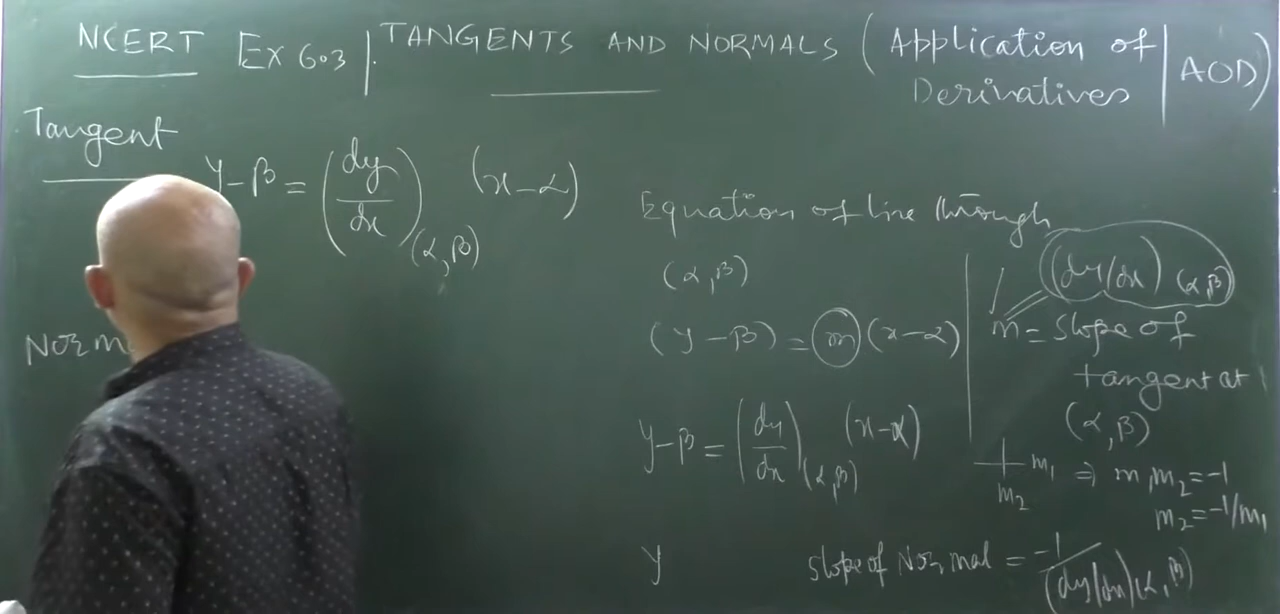 NCERT Ex 6.3 | TANGENTS AND NORMALS (Application of Derivatives | AOD)
Tangent
y-β = (dy/dx)(α,β) (x-α)
Norm
Equation of line through
(α,β)
(y-β) = m (x-α)
y-β = (dy/dx)(α,β) (x-α)
y
(dy/dx)(α,β)
m = slope of
tangent at
(α,β)
m1 ⇒ m1m2 = -1
m2
m2 = -1/m1
slope of Normal = -1/(dy/dx)(α,β)